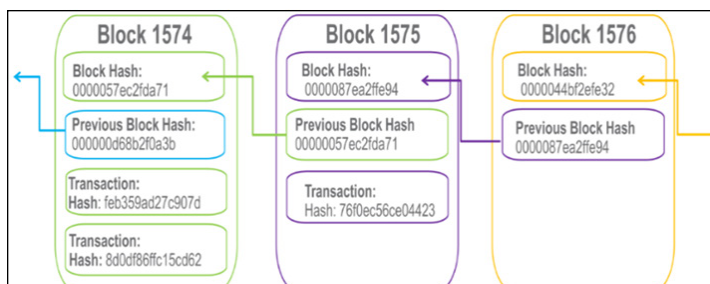 Block 1574
Block Hash:
0000057ec2fda71
Previous Block Hash:
000000d68b2f0a3b
Transaction:
Hash: feb359ad27c907d
Transaction:
Hash: 8d0df86ffc15cd62
Block 1575
Block Hash:
0000087ea2ffe94
Previous Block Hash
00000057ec2fda71
Transaction:
Hash: 76f0ec56ce04423
Block 1576
Block Hash:
0000044bf2efe32
Previous Block Hash
0000087ea2ffe94